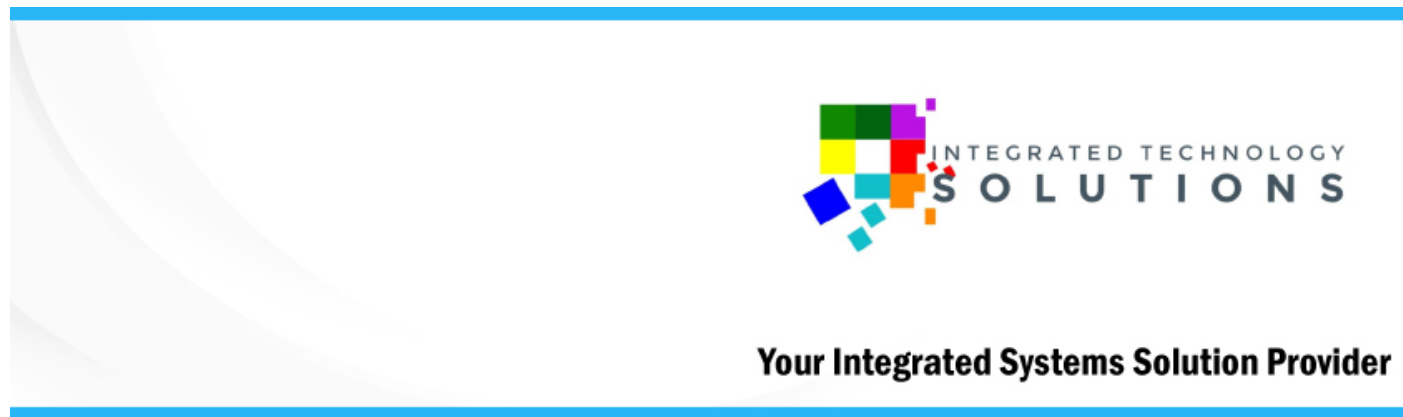 INTEGRATED TECHNOLOGY
SOLUTIONS
Your Integrated Systems Solution Provider